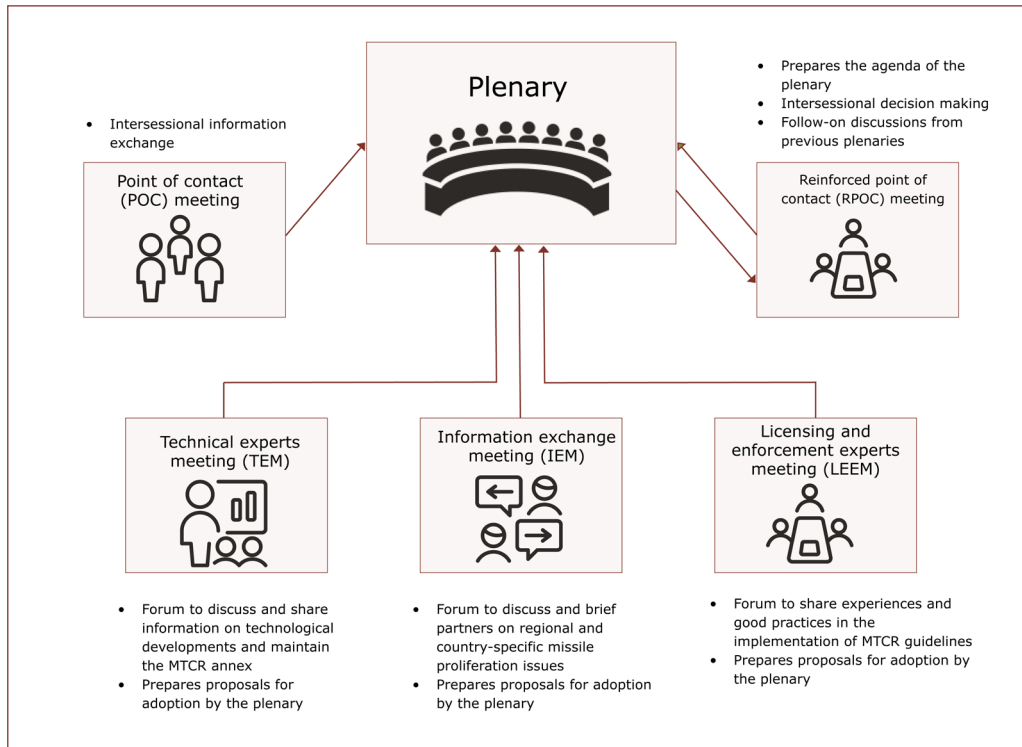 Plenary
• Prepares the agenda of the
plenary
• Intersessional decision making
• Follow-on discussions from
previous plenaries
• Intersessional information
exchange
Point of contact
(POC) meeting
Reinforced point of
contact (RPOC) meeting
Technical experts
meeting (TEM)
Information exchange
meeting (IEM)
Licensing and
enforcement experts
meeting (LEEM)
• Forum to discuss and share
information on technological
developments and maintain
the MTCR annex
• Prepares proposals for
adoption by the plenary
• Forum to discuss and brief
partners on regional and
country-specific missile
proliferation issues
• Prepares proposals for adoption
by the plenary
• Forum to share experiences and
good practices in the
implementation of MTCR guidelines
• Prepares proposals for adoption by
the plenary